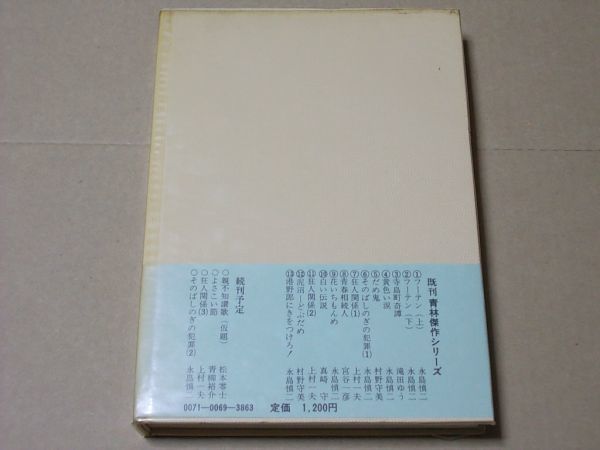 既刊 青林傑作シリーズ
①フーテン（上） 永島慎二
②フーテン（下） 永島慎二
③寺島町奇譚 滝田ゆう
④黄色い涙 永島慎二
⑤だめ鬼 村野守美
⑥そのばしのぎの犯罪(1) 永島慎二
⑦狂人関係(1) 上村一夫
⑧青春相続人 宮谷一彦
⑨花いちもんめ 永島慎二
⑩白い伝説 真崎守
⑪狂人関係(2) 上村一夫
⑫泥沼―どぶだめ 村野守美
⑬港野郎にきをつけろ！ 永島慎二
続刊予定
○親不知讃歌（仮題） 松本零士
○よさこい節 青柳裕介
○狂人関係(3) 上村一夫
○そのばしのぎの犯罪(2) 永島慎二
0071―0069―3863 定価 1,200円